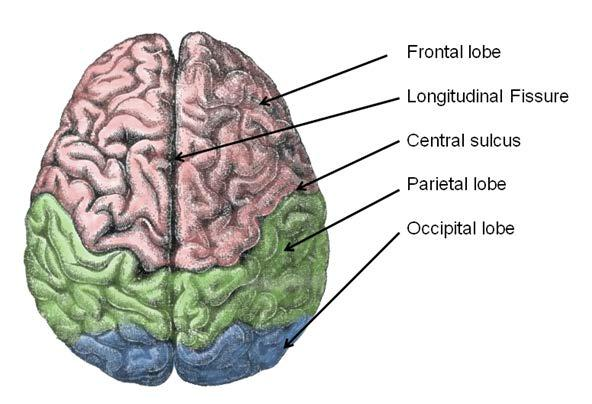 Frontal lobe
Longitudinal Fissure
Central sulcus
Parietal lobe
Occipital lobe